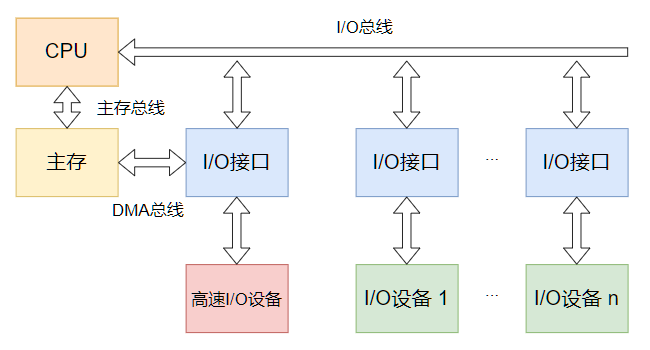 I/O总线
CPU
主存总线
主存
I/O接口
I/O接口
...
I/O接口
DMA总线
高速I/O设备
I/O设备 1
...
I/O设备 n